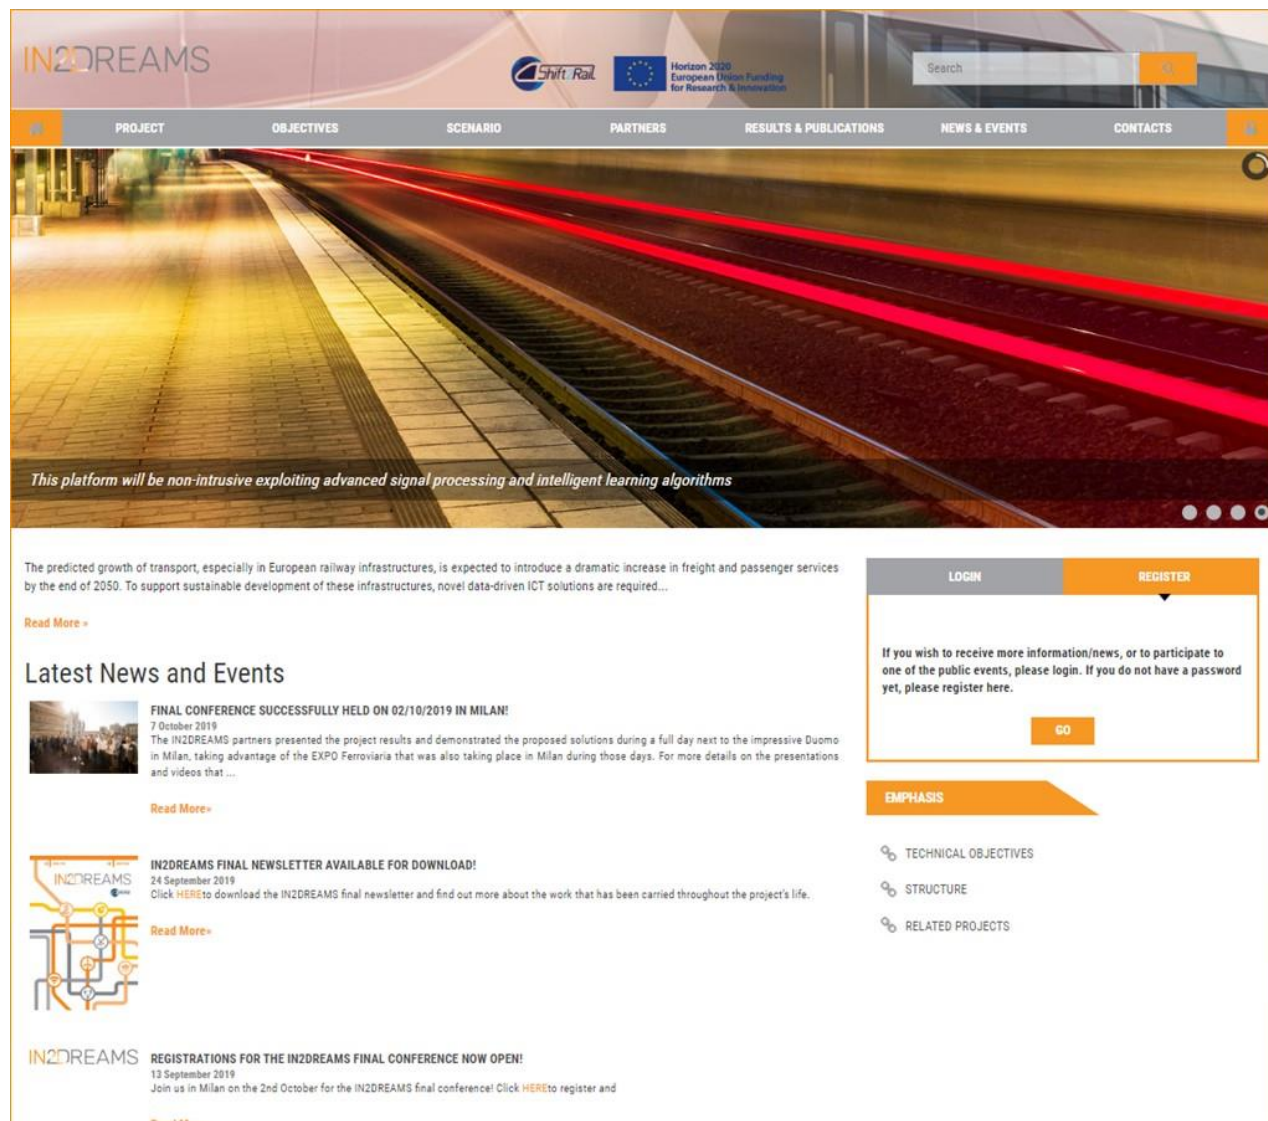 IN2DREAMS
Shift2Rail
Horizon 2020
European Union Funding
for Research & Innovation
Search
PROJECT
OBJECTIVES
SCENARIO
PARTNERS
RESULTS & PUBLICATIONS
NEWS & EVENTS
CONTACTS
This platform will be non-intrusive exploiting advanced signal processing and intelligent learning algorithms
The predicted growth of transport, especially in European railway infrastructures, is expected to introduce a dramatic increase in freight and passenger services
by the end of 2050. To support sustainable development of these infrastructures, novel data-driven ICT solutions are required...
Read More »
Latest News and Events
FINAL CONFERENCE SUCCESSFULLY HELD ON 02/10/2019 IN MILAN!
7 October 2019
The IN2DREAMS partners presented the project results and demonstrated the proposed solutions during a full day next to the impressive Duomo
in Milan, taking advantage of the EXPO Ferroviaria that was also taking place in Milan during those days. For more details on the presentations
and videos that ...
Read More»
IN2DREAMS
IN2DREAMS FINAL NEWSLETTER AVAILABLE FOR DOWNLOAD!
24 September 2019
Click HEREto download the IN2DREAMS final newsletter and find out more about the work that has been carried throughout the project's life.
Read More»
IN2DREAMS
REGISTRATIONS FOR THE IN2DREAMS FINAL CONFERENCE NOW OPEN!
13 September 2019
Join us in Milan on the 2nd October for the IN2DREAMS final conference! Click HEREto register and
LOGIN
REGISTER
If you wish to receive more information/news, or to participate to
one of the public events, please login. If you do not have a password
yet, please register here.
GO
EMPHASIS
TECHNICAL OBJECTIVES
STRUCTURE
RELATED PROJECTS